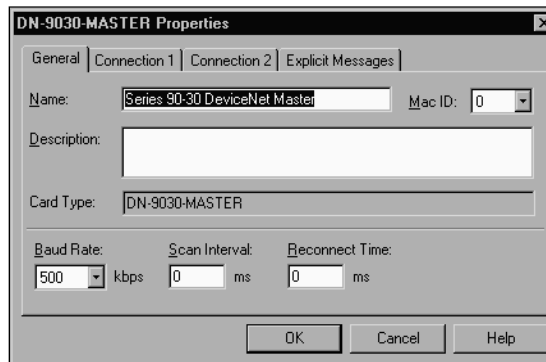 DN-9030-MASTER Properties
General Connection 1 Connection 2 Explicit Messages
Name: Series 90-30 DeviceNet Master Mac ID: 0
Description:
Card Type: DN-9030-MASTER
Baud Rate: Scan Interval: Reconnect Time:
500 kbps 0 ms 0 ms
OK Cancel Help